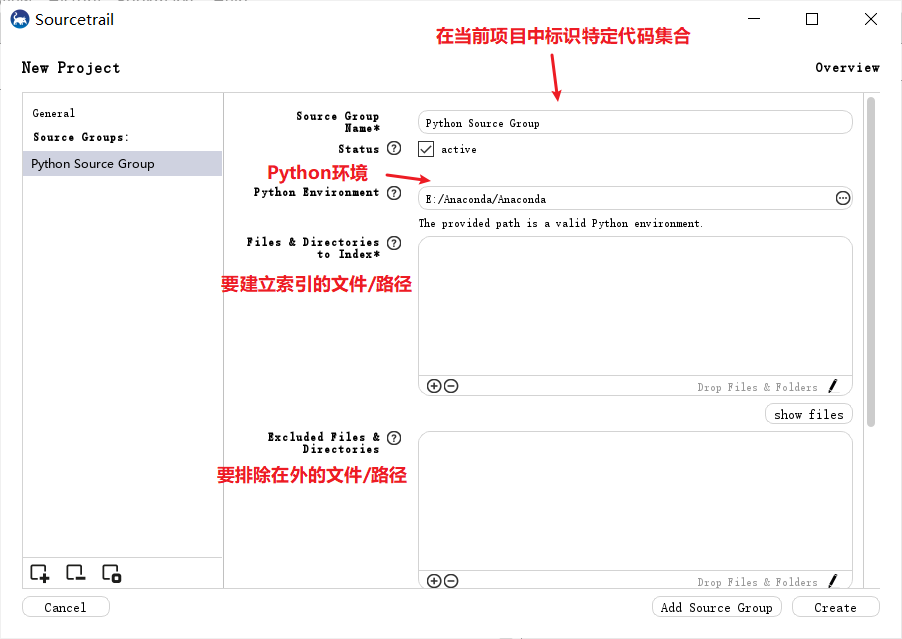 Sourcetrail
在当前项目中标识特定代码集合
New Project
Overview
General
Source Groups:
Python Source Group
Source Group
Name*
Python Source Group
Status
active
Python环境
Python Environment
E:/Anaconda/Anaconda
The provided path is a valid Python environment.
Files & Directories
to Index*
要建立索引的文件/路径
Drop Files & Folders
show files
Excluded Files &
Directories
要排除在外的文件/路径
Drop Files & Folders
Cancel
Add Source Group
Create